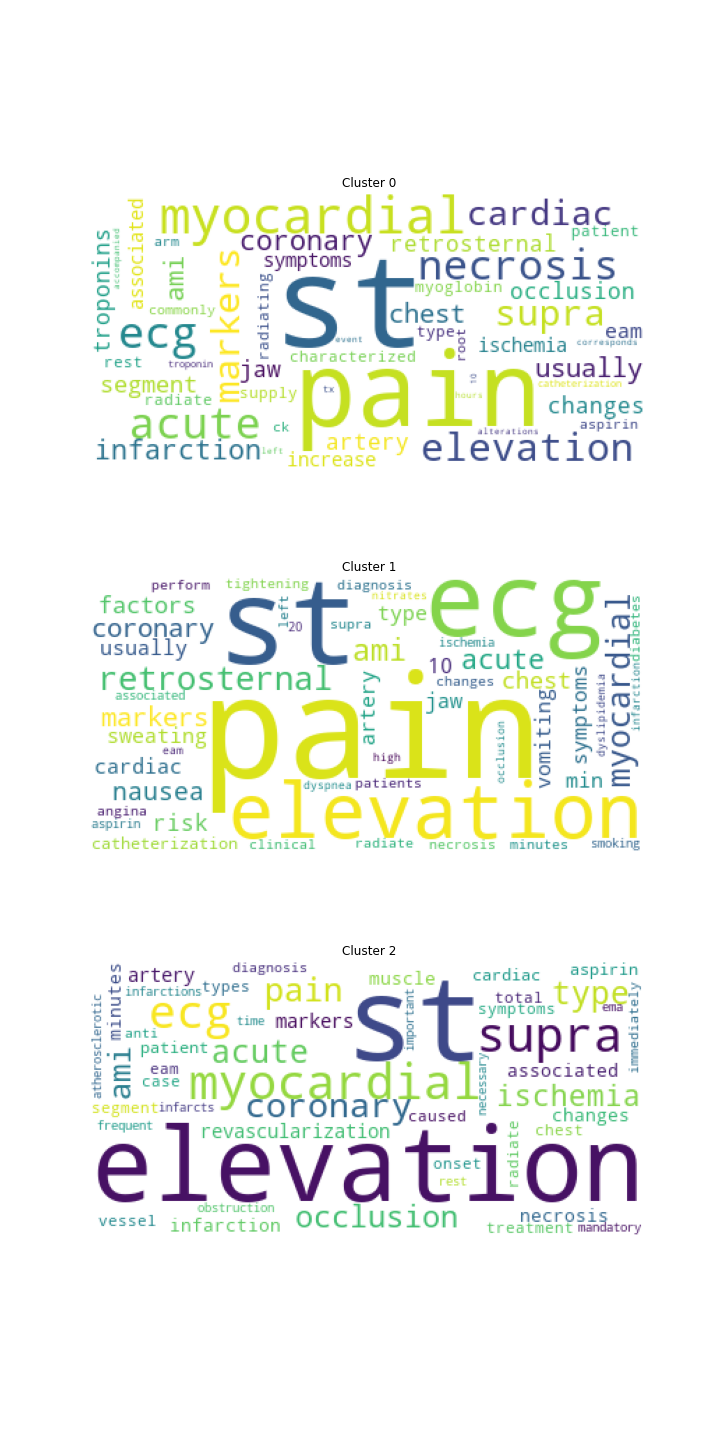 Cluster 0
myocardial
cardiac
associated
accompanied
troponins
arm
ami
coronary
symptoms
retrosternal
patient
necrosis
st
markers
radiating
commonly
myoglobin
occlusion
ecg
chest
supra
eam
event
type
root
ischemia
corresponds
rest
troponin
characterized
jaw
pain
usually
segment
supply
tx
10
catheterization
radiate
hours
changes
acute
ck
artery
alterations
aspirin
infarction
left
increase
elevation
Cluster 1
perform
tightening
diagnosis
nitrates
ecg
factors
st
left
20
supra
type
coronary
usually
ami
ischemia
acute
myocardial
diabetes
infarction
retrosternal
10
changes
chest
associated
artery
jaw
vomiting
symptoms
dyslipidemia
markers
pain
sweating
eam
high
occlusion
cardiac
nausea
dyspnea
patients
min
angina
elevation
aspirin
risk
catheterization
clinical
radiate
necrosis
minutes
smoking
Cluster 2
artery
diagnosis
muscle
cardiac
aspirin
minutes
infarctions
types
pain
st
important
total
type
atherosclerotic
ecg
time
markers
symptoms
ema
immediately
anti
supra
patient
acute
ami
eam
case
myocardial
associated
necessary
ischemia
segment
infarcts
coronary
caused
changes
frequent
revascularization
radiate
chest
elevation
onset
rest
obstruction
vessel
infarction
occlusion
necrosis
treatment
mandatory